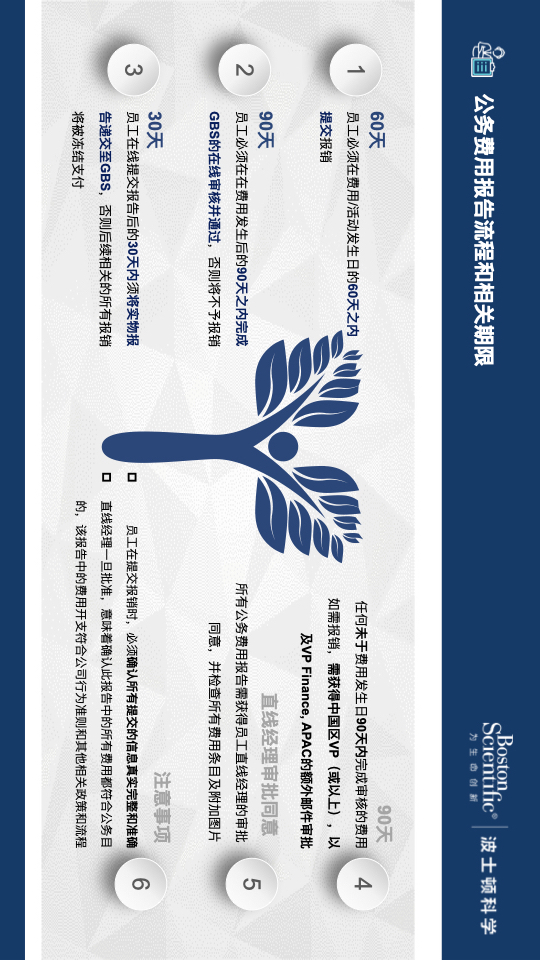 公务费用报告流程和相关期限
Boston
Scientific®
为生命创新
波士顿科学
1
60天
员工必须在费用/活动发生日的60天之内
提交报销
2
90天
员工必须在在费用发生后的90天之内完成
GBS的在线审核并通过，否则将不予报销
3
30天
员工在线提交报告后的30天内须将实物报
告递交至GBS，否则后续相关的所有报销
将被冻结支付
4
90天
任何未于费用发生日90天内完成审核的费用
如需报销，需获得中国区VP（或以上），以
及VP Finance, APAC的额外邮件审批
5
直线经理审批同意
所有公务费用报告需获得员工直线经理的审批
同意，并检查所有费用条目及附加图片
6
注意事项
员工在提交报销时，必须确认所有提交的信息真实完整和准确
直线经理一旦批准，意味着确认此报告中的所有费用都符合公务目
的，该报告中的费用开支符合公司行为准则和其他相关政策和流程